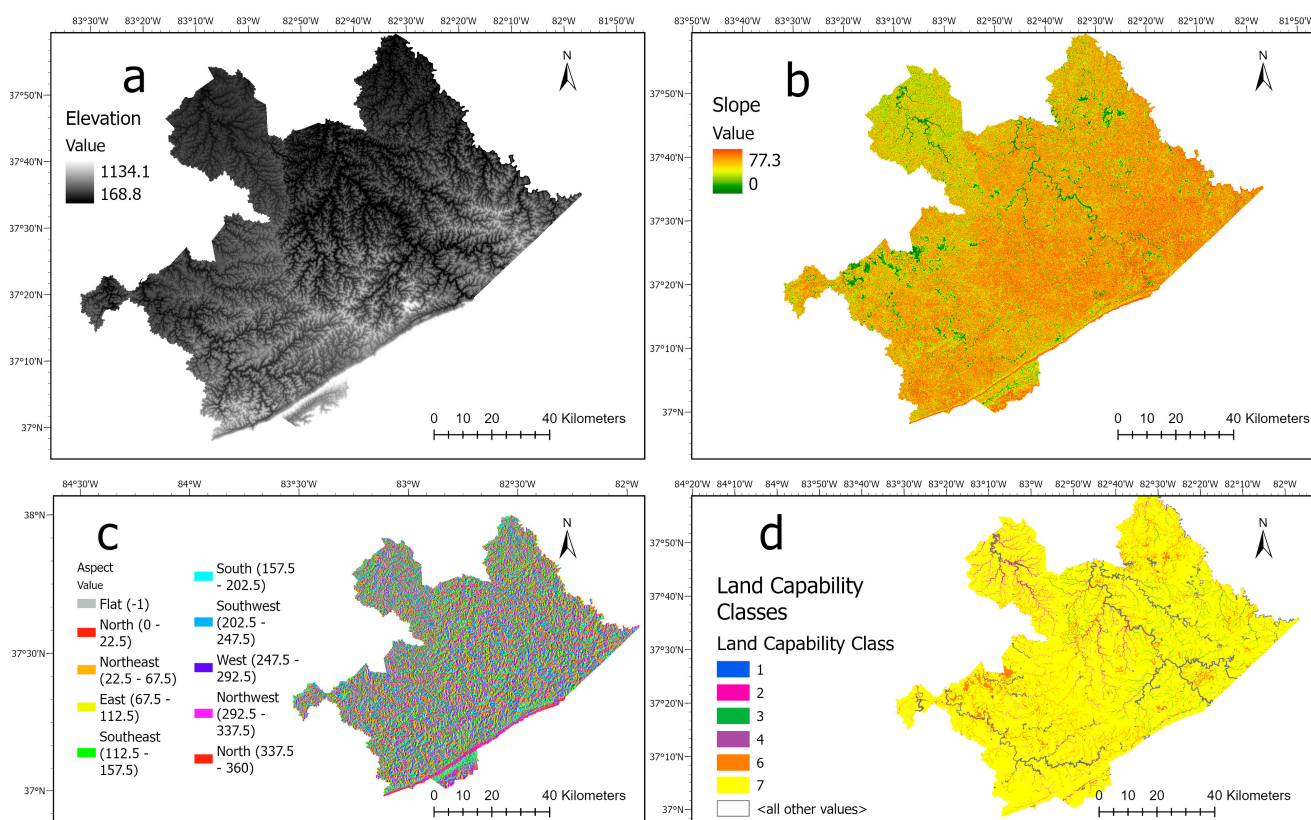 83°30'W 83°20'W 83°10'W 83°W 82°50'W 82°40'W 82°30'W 82°20'W 82°10'W 82°W 81°50'W
a
N
Elevation
Value
1134.1
168.8
37°50'N
37°40'N
37°30'N
37°20'N
37°10'N
37°N
0 10 20 40 Kilometers
83°50'W 83°40'W 83°30'W 83°20'W 83°10'W 83°W 82°50'W 82°40'W 82°30'W 82°20'W 82°10'W 82°W 81°50'W
b
N
Slope
Value
77.3
0
37°50'N
37°40'N
37°30'N
37°20'N
37°10'N
37°N
0 10 20 40 Kilometers
84°30'W 84°W 83°30'W 83°W 82°30'W 82°W
c
N
Aspect
Value
Flat (-1)
North (0 -
22.5)
Northeast
(22.5 - 67.5)
East (67.5 -
112.5)
Southeast
(112.5 -
157.5)
South (157.5
- 202.5)
Southwest
(202.5 -
247.5)
West (247.5 -
292.5)
Northwest
(292.5 -
337.5)
North (337.5
- 360)
38°N
37°30'N
37°N
0 10 20 40 Kilometers
84°20'W 84°10'W 84°W 83°50'W 83°40'W 83°30'W 83°20'W 83°10'W 83°W 82°50'W 82°40'W 82°30'W 82°20'W 82°10'W 82°W
d
N
Land Capability
Classes
Land Capability Class
1
2
3
4
6
7
<all other values>
37°50'N
37°40'N
37°30'N
37°20'N
37°10'N
37°N
0 10 20 40 Kilometers